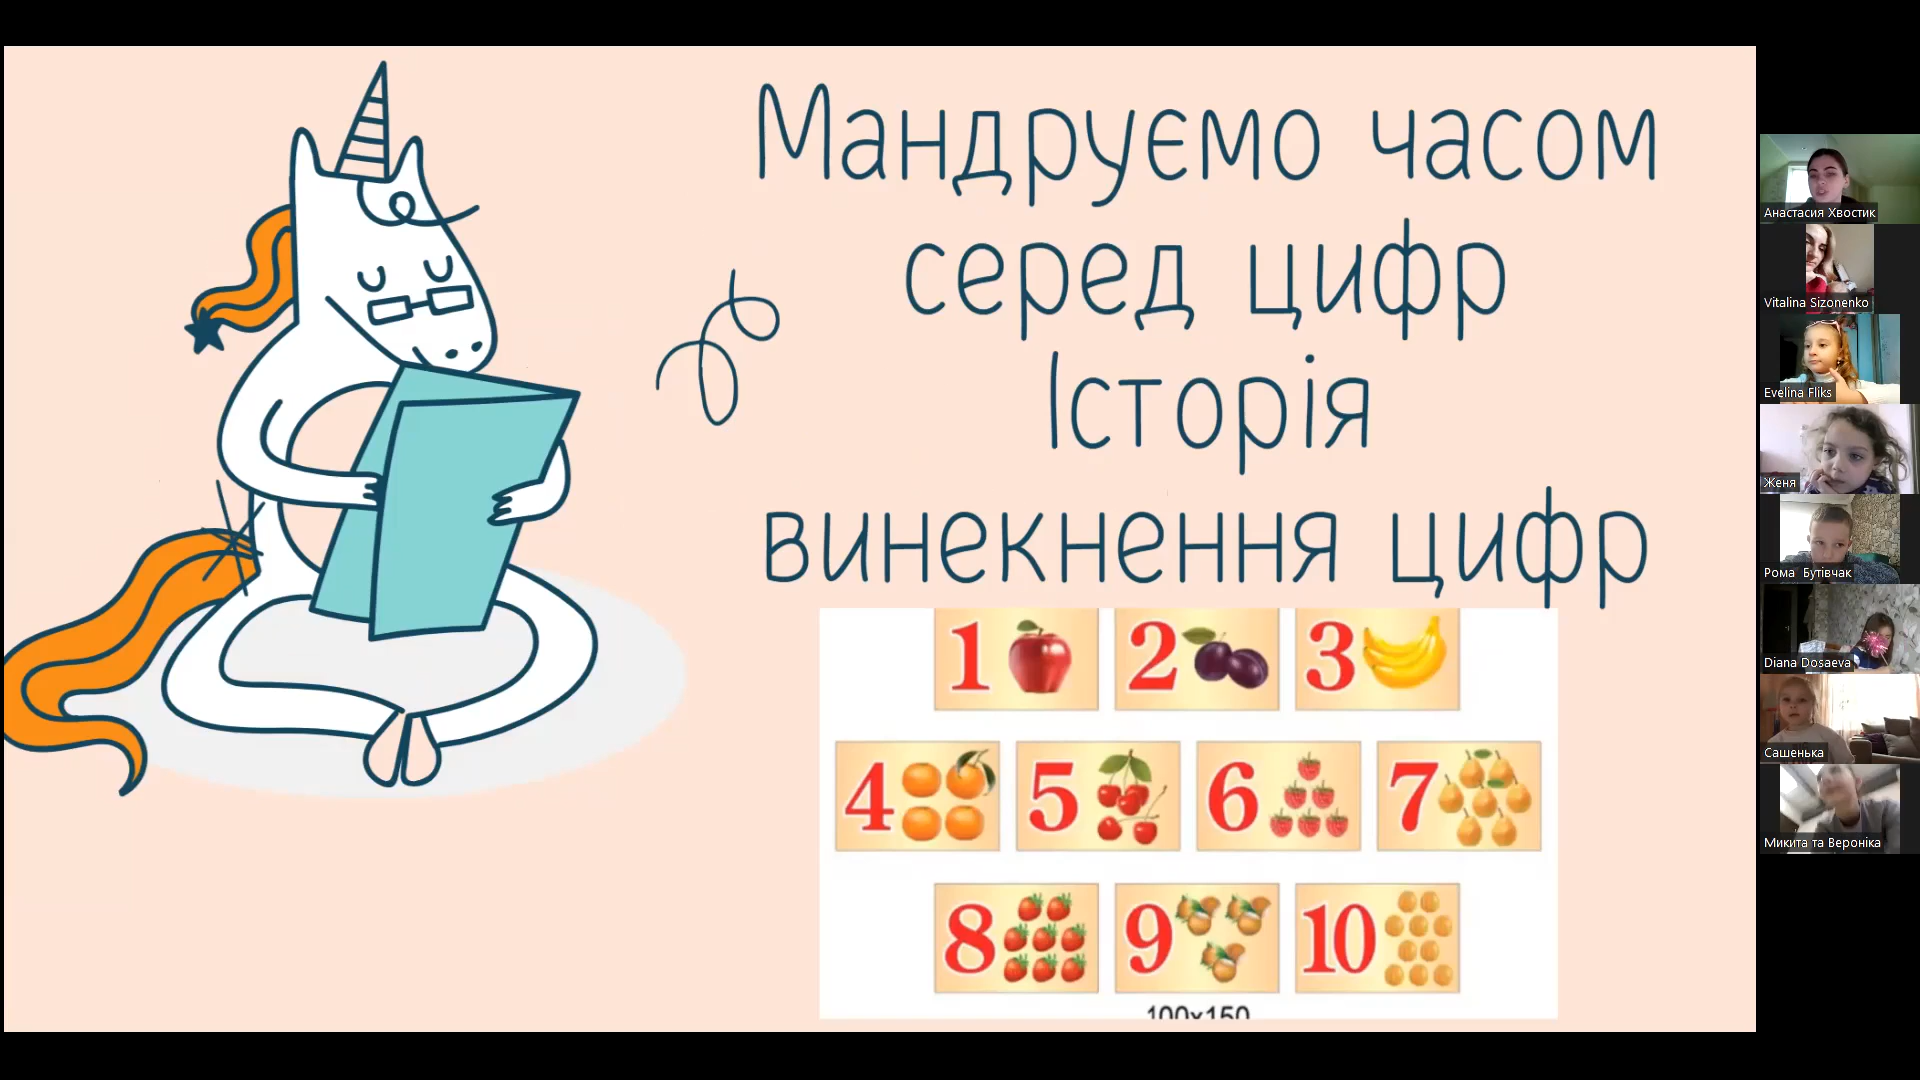 Мандруємо часом
серед цифр
Історія
винекнення цифр
1 2 3
4 5 6 7
8 9 10
100x150
Анастасия Хвостик
Vitalina Sizonenko
Evelina Fliks
Женя
Рома Бутівчак
Diana Dosaeva
Сашенька
Микита та Вероніка